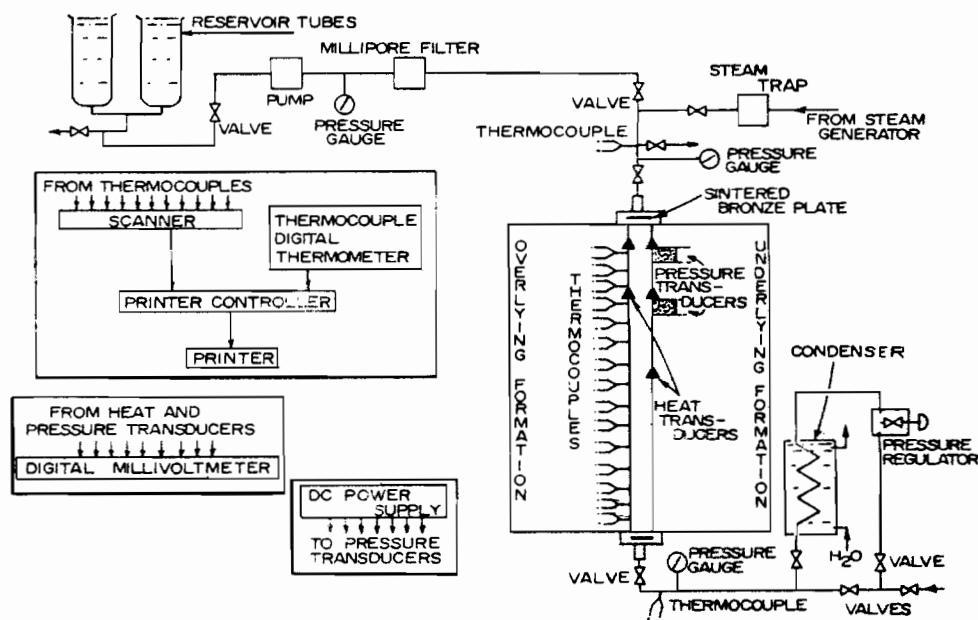 RESERVOIR TUBES
MILLIPORE FILTER
PUMP
VALVE
PRESSURE
GAUGE
VALVE
STEAM
TRAP
FROM STEAM
GENERATOR
THERMOCOUPLE
PRESSURE
GAUGE
SINTERED
BRONZE PLATE
FROM THERMOCOUPLES
SCANNER
THERMOCOUPLE
DIGITAL
THERMOMETER
PRINTER CONTROLLER
PRINTER
OVERLYING FORMATION
THERMOCOUPLES
PRESSURE
TRANS-
DUCERS
HEAT
TRANS-
DUCERS
UNDERLYING FORMATION
CONDENSER
PRESSURE
REGULATOR
H2O
VALVE
FROM HEAT AND
PRESSURE TRANSDUCERS
DIGITAL MILLIVOLTMETER
DC POWER
SUPPLY
TO PRESSURE
TRANSDUCERS
VALVE
PRESSURE
GAUGE
THERMOCOUPLE
VALVES